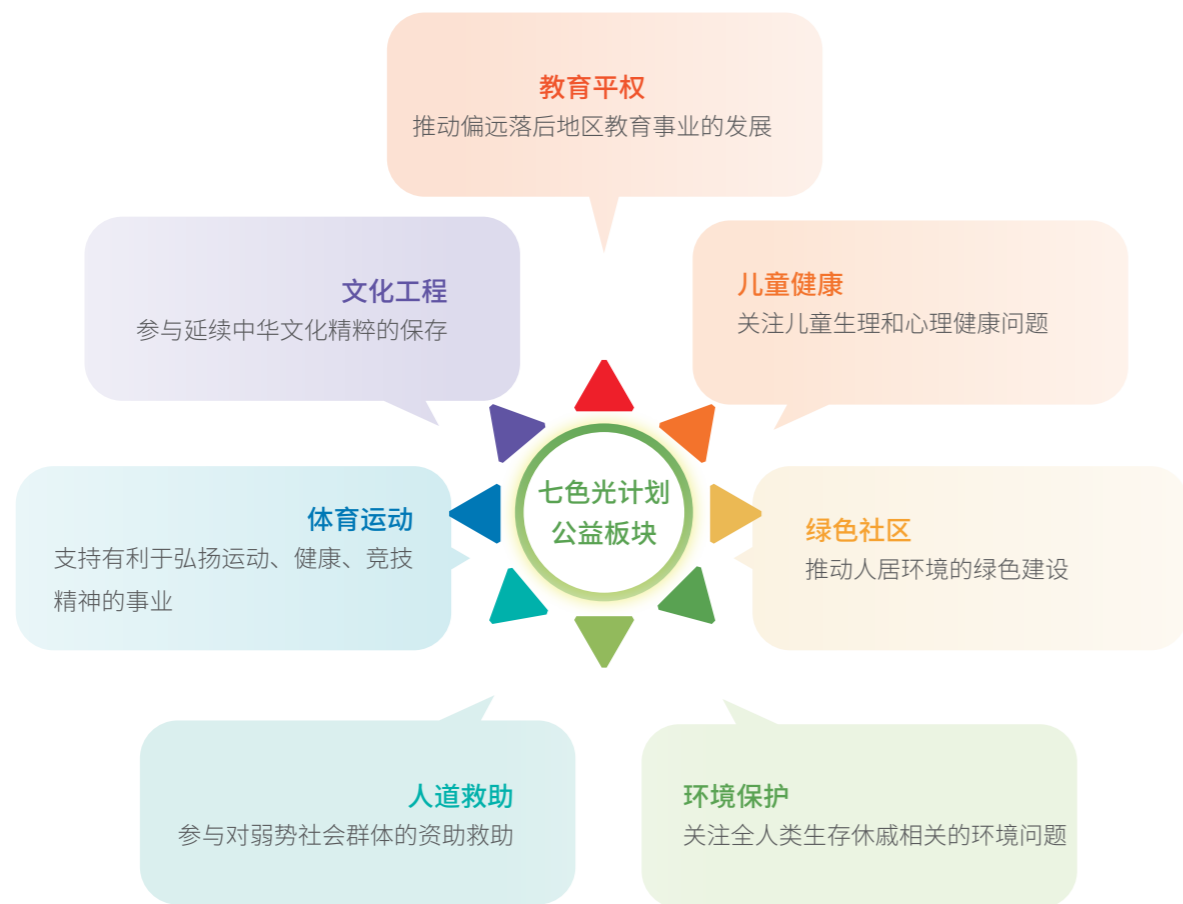 教育平权
推动偏远落后地区教育事业的发展
文化工程
参与延续中华文化精粹的保存
儿童健康
关注儿童生理和心理健康问题
七色光计划
公益板块
体育运动
支持有利于弘扬运动、健康、竞技
精神的事业
绿色社区
推动人居环境的绿色建设
人道救助
参与对弱势社会群体的资助救助
环境保护
关注全人类生存休戚相关的环境问题